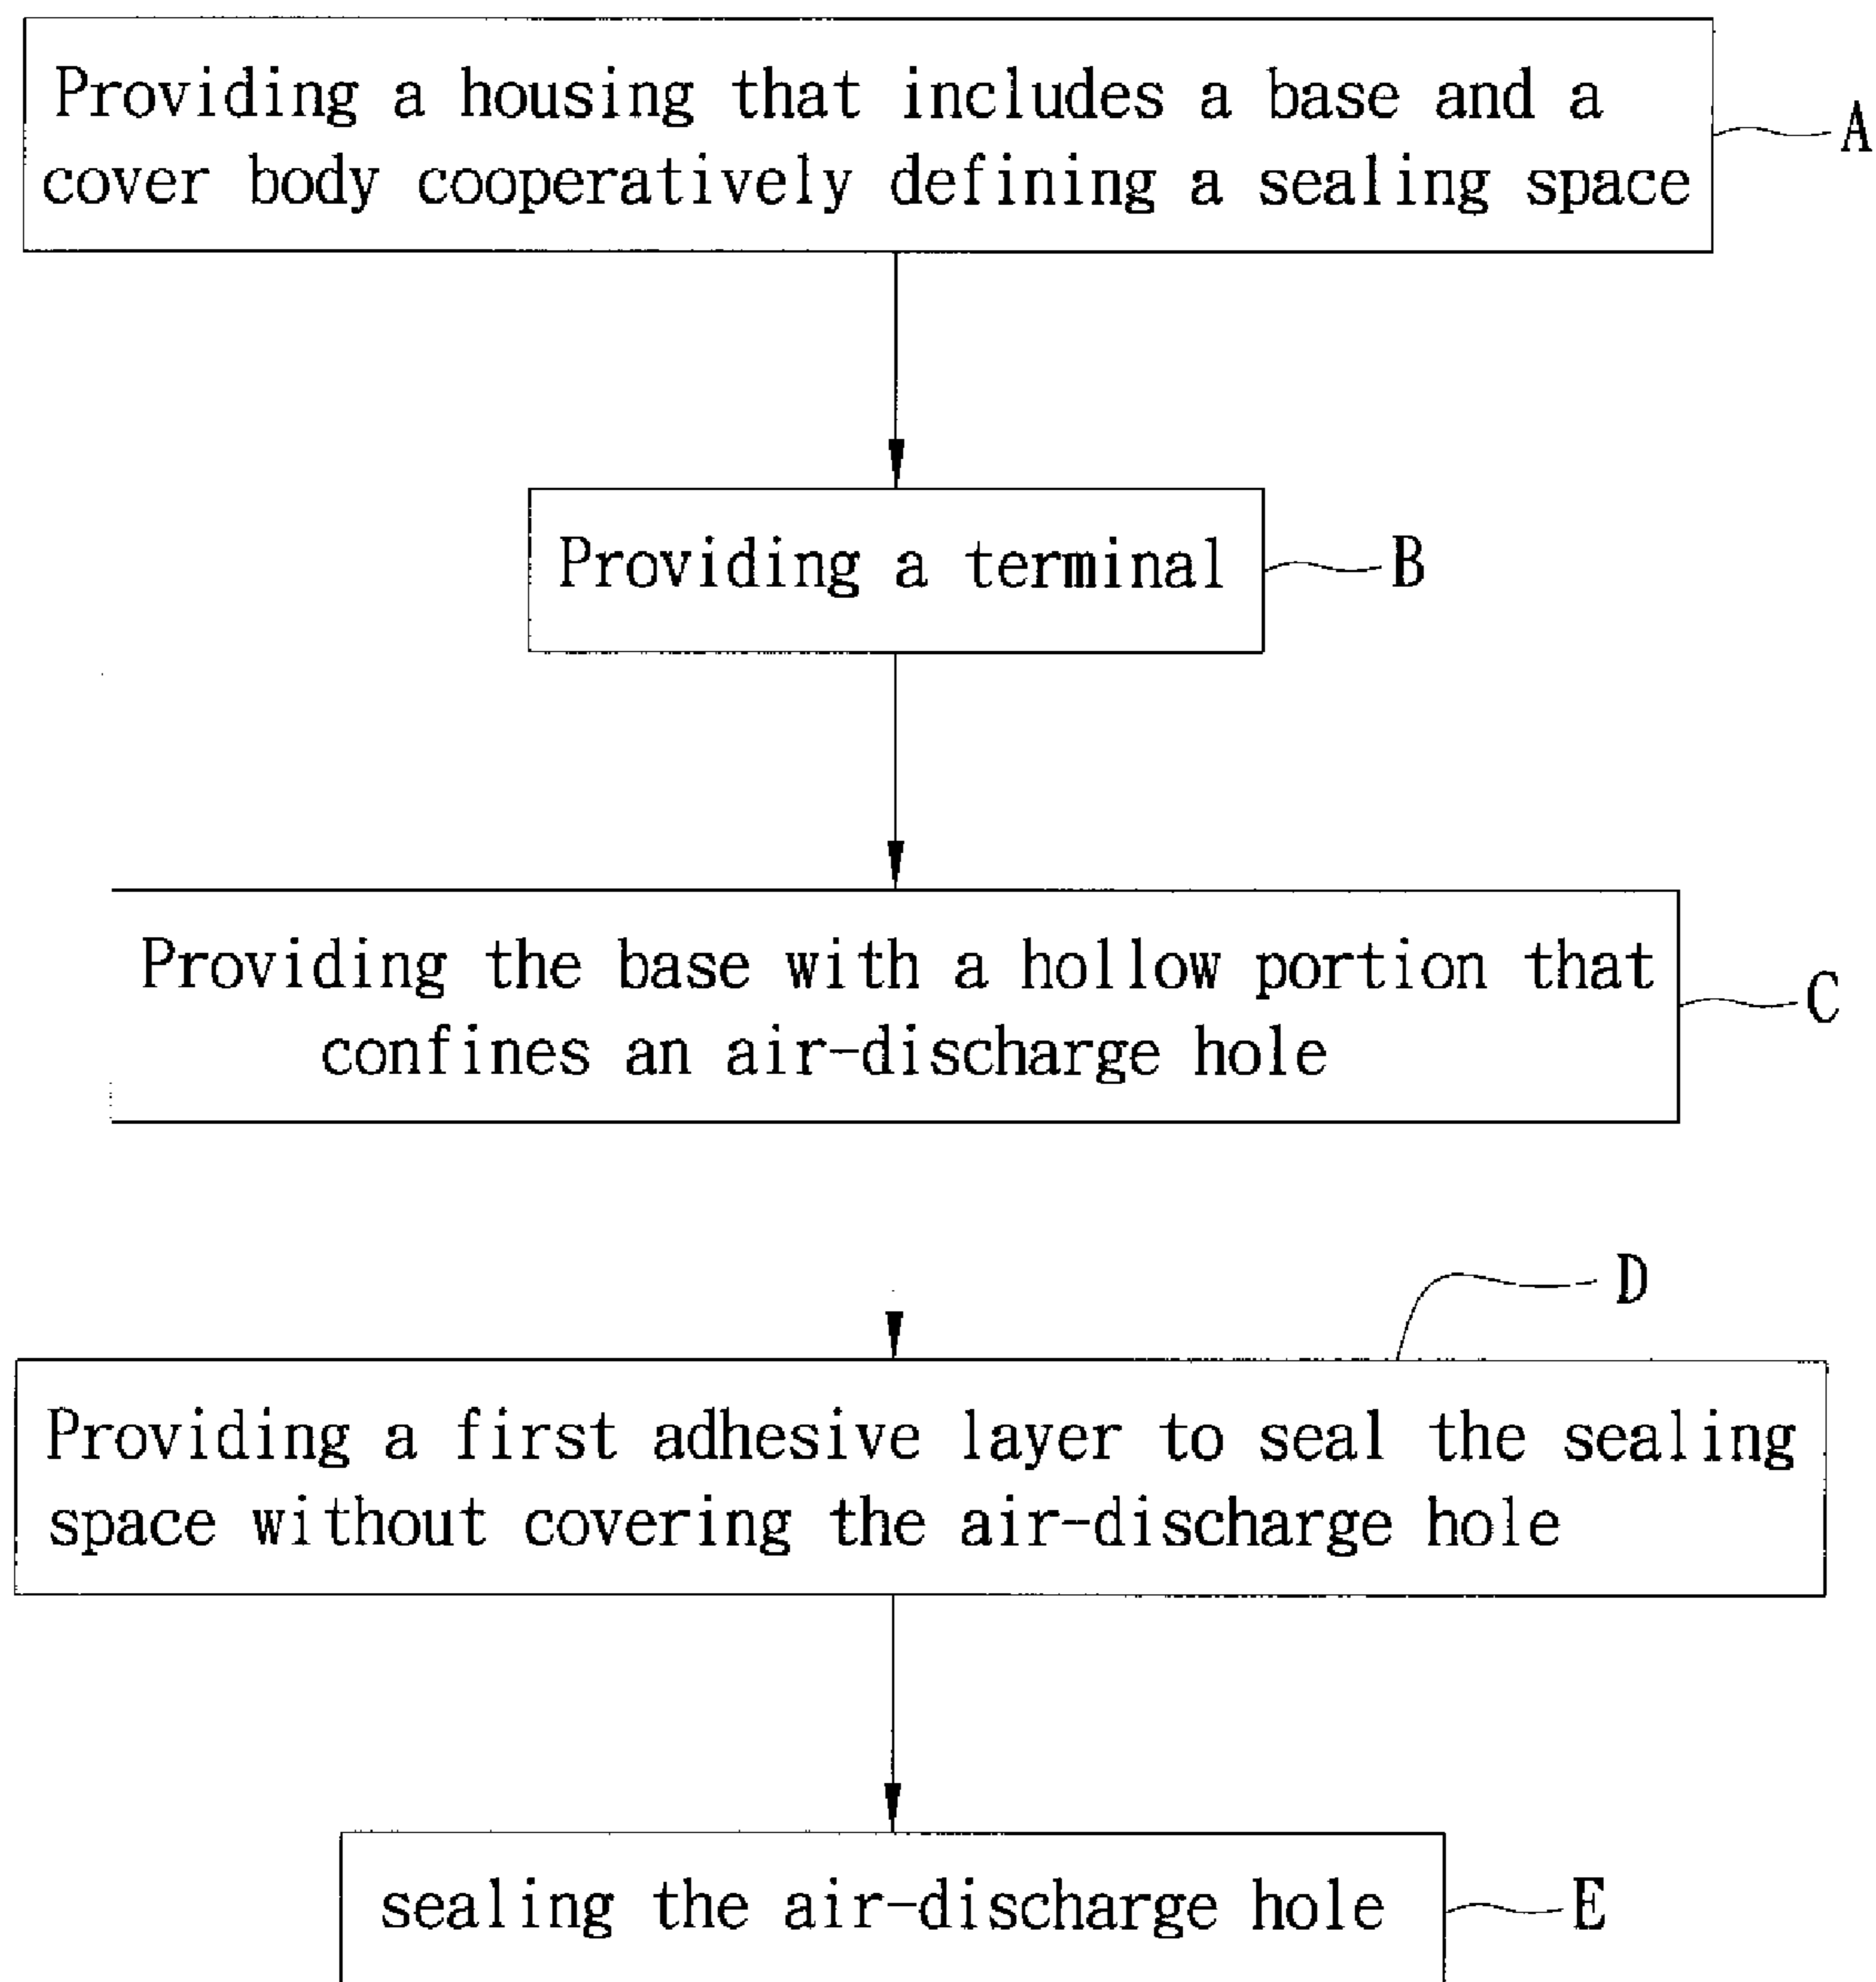 Providing a housing that includes a base and a
cover body cooperatively defining a sealing space
A
Providing a terminal
B
Providing the base with a hollow portion that
confines an air-discharge hole
C
D
Providing a first adhesive layer to seal the sealing
space without covering the air-discharge hole
sealing the air-discharge hole
E